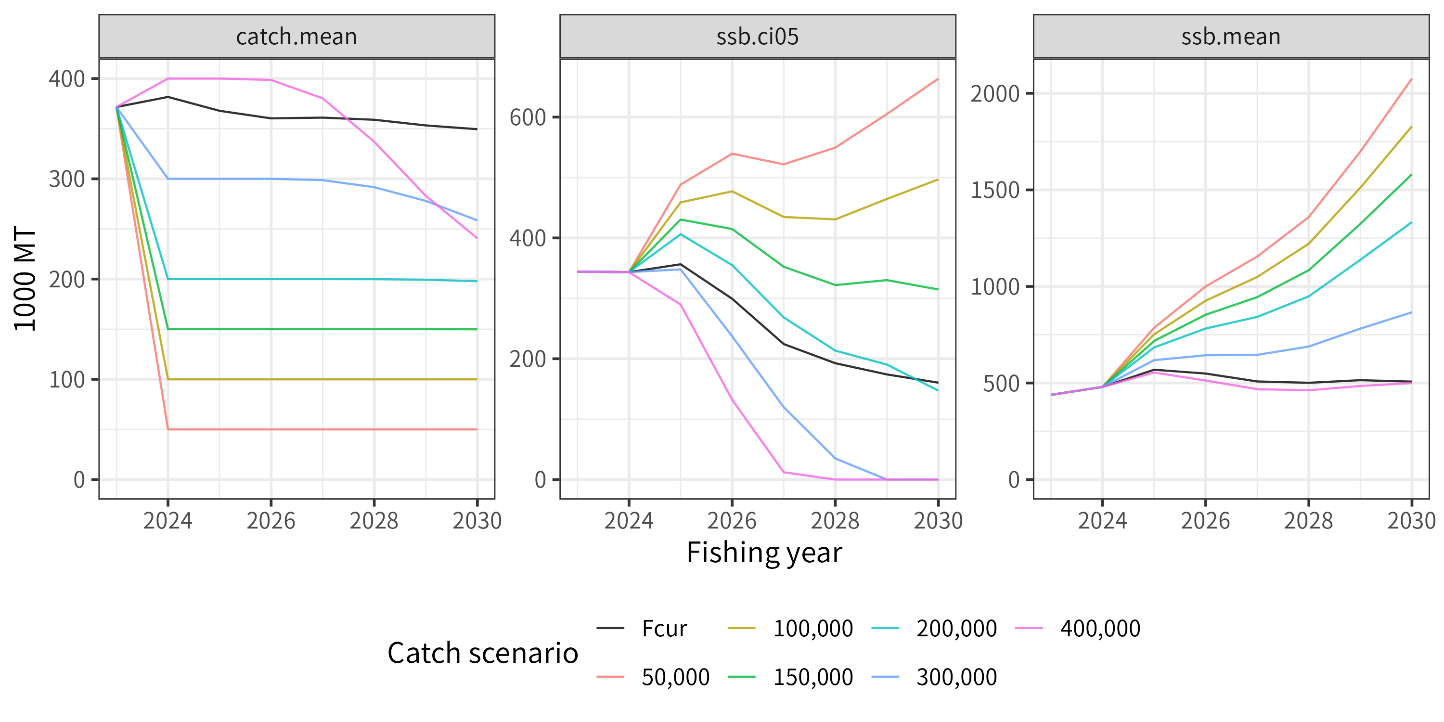 catch.mean
ssb.ci05
ssb.mean
400
300
200
100
0
600
400
200
0
2000
1500
1000
500
0
1000 MT
2024 2026 2028 2030
2024 2026 2028 2030
2024 2026 2028 2030
Fishing year
Catch scenario
Fcur 100,000 200,000 400,000
50,000 150,000 300,000